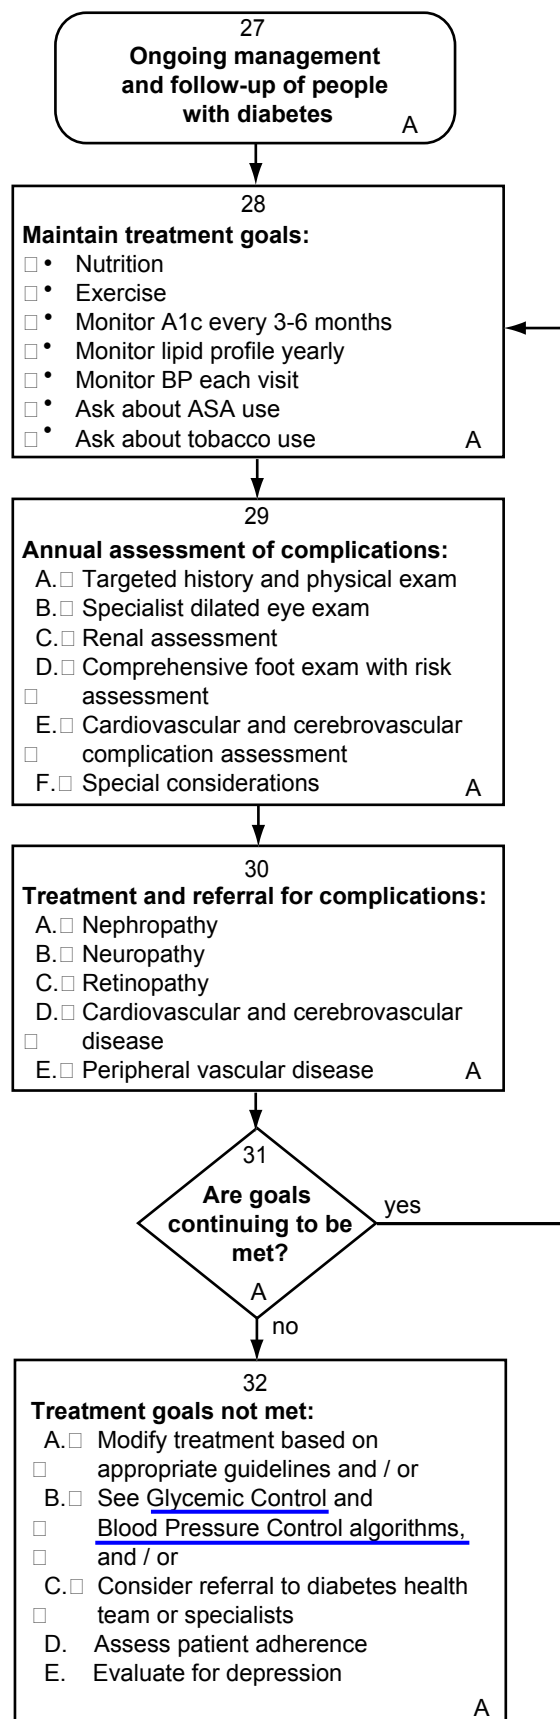 27
Ongoing management
and follow-up of people
with diabetes
A
28
Maintain treatment goals:
• Nutrition
• Exercise
• Monitor A1c every 3-6 months
• Monitor lipid profile yearly
• Monitor BP each visit
• Ask about ASA use
• Ask about tobacco use
A
29
Annual assessment of complications:
A. Targeted history and physical exam
B. Specialist dilated eye exam
C. Renal assessment
D. Comprehensive foot exam with risk
assessment
E. Cardiovascular and cerebrovascular
complication assessment
F. Special considerations
A
30
Treatment and referral for complications:
A. Nephropathy
B. Neuropathy
C. Retinopathy
D. Cardiovascular and cerebrovascular
disease
E. Peripheral vascular disease
A
31
Are goals
continuing to be
met?
A
yes
no
32
Treatment goals not met:
A. Modify treatment based on
appropriate guidelines and / or
B. See Glycemic Control and
Blood Pressure Control algorithms,
and / or
C. Consider referral to diabetes health
team or specialists
D. Assess patient adherence
E. Evaluate for depression
A